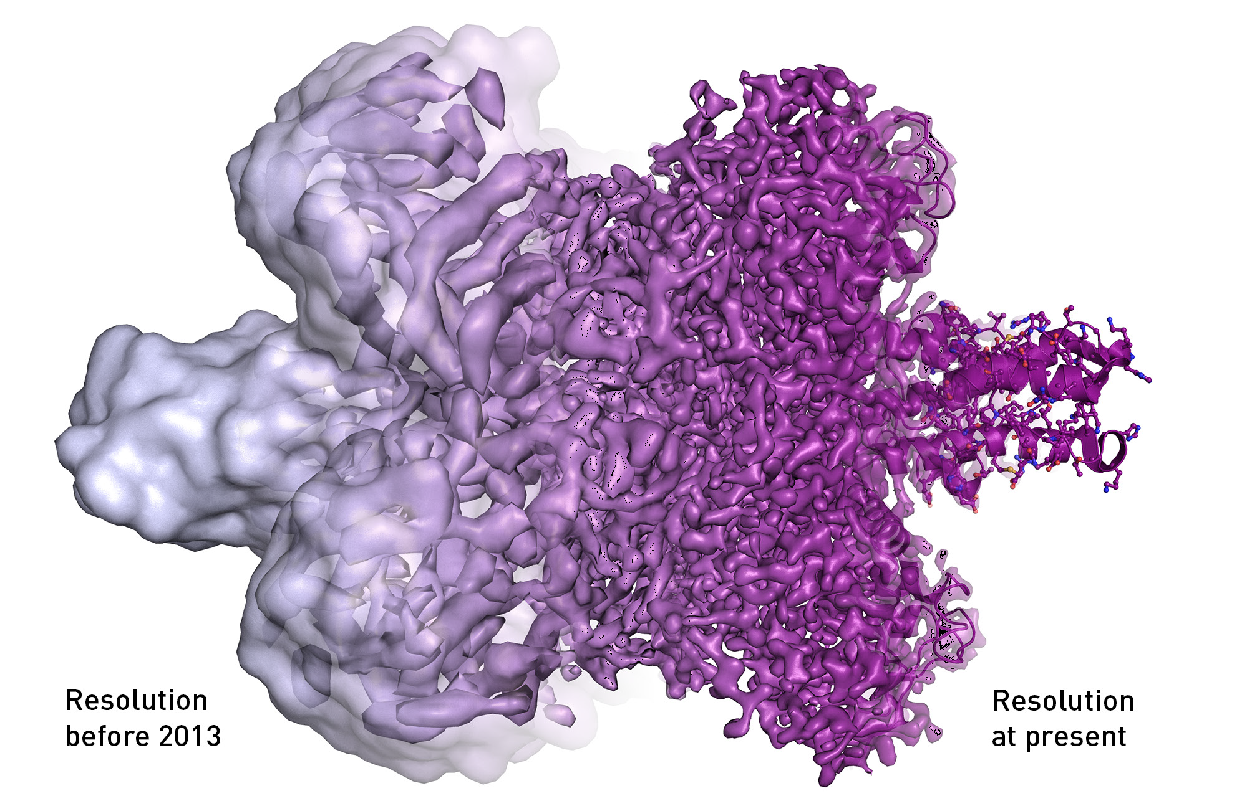 Resolution
before 2013
Resolution
at present